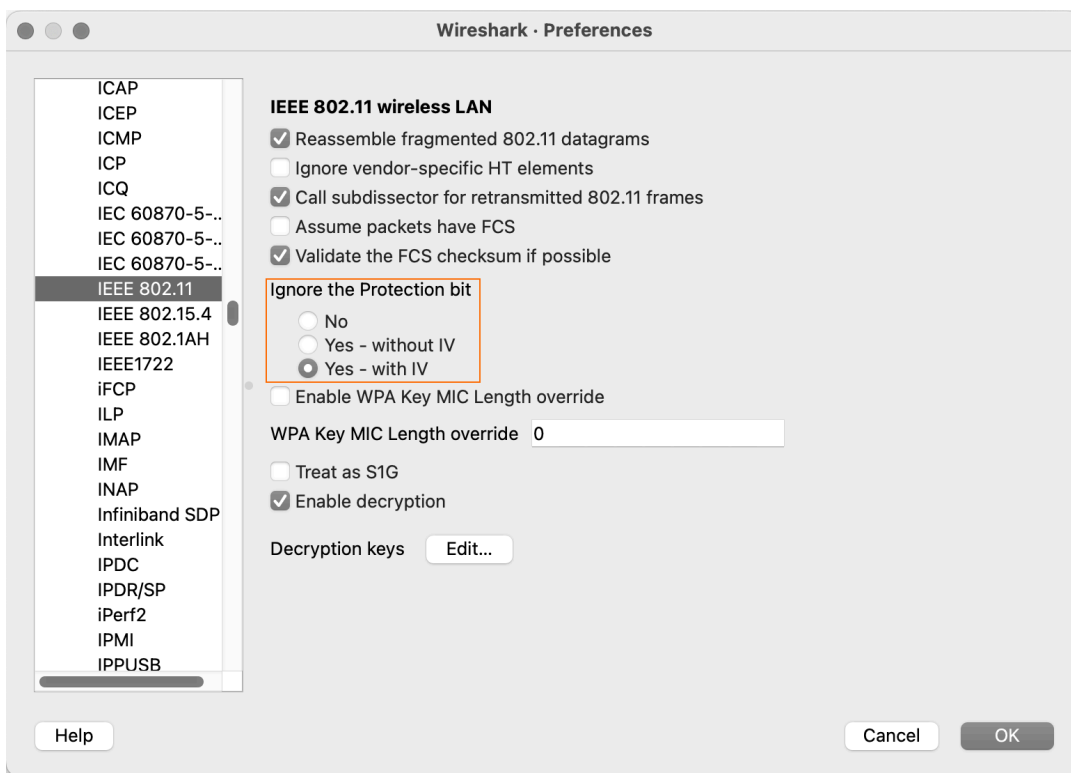 Wireshark · Preferences
ICAP
ICEP
ICMP
ICP
ICQ
IEC 60870-5-..
IEC 60870-5-..
IEC 60870-5-..
IEEE 802.11
IEEE 802.15.4
IEEE 802.1AH
IEEE1722
iFCP
ILP
IMAP
IMF
INAP
Infiniband SDP
Interlink
IPDC
IPDR/SP
iPerf2
IPMI
IPPUSB
IEEE 802.11 wireless LAN
Reassemble fragmented 802.11 datagrams
Ignore vendor-specific HT elements
Call subdissector for retransmitted 802.11 frames
Assume packets have FCS
Validate the FCS checksum if possible
Ignore the Protection bit
No
Yes - without IV
Yes - with IV
Enable WPA Key MIC Length override
WPA Key MIC Length override 0
Treat as S1G
Enable decryption
Decryption keys Edit...
Help Cancel OK